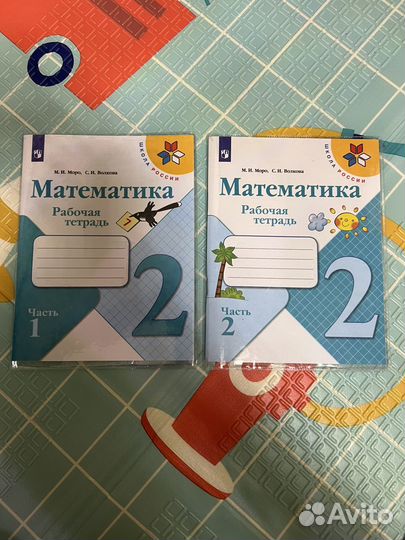 М. И. Моро, С. И. Волкова
ШКОЛА РОССИИ
Математика
Рабочая
тетрадь
Часть
1
2
М. И. Моро, С. И. Волкова
ШКОЛА РОССИИ
Математика
Рабочая
тетрадь
Часть
2
2
Avito